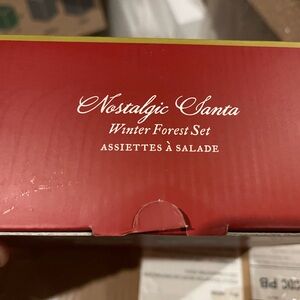 Nostalgic Santa
Winter Forest Set
ASSIETTES À SALADE